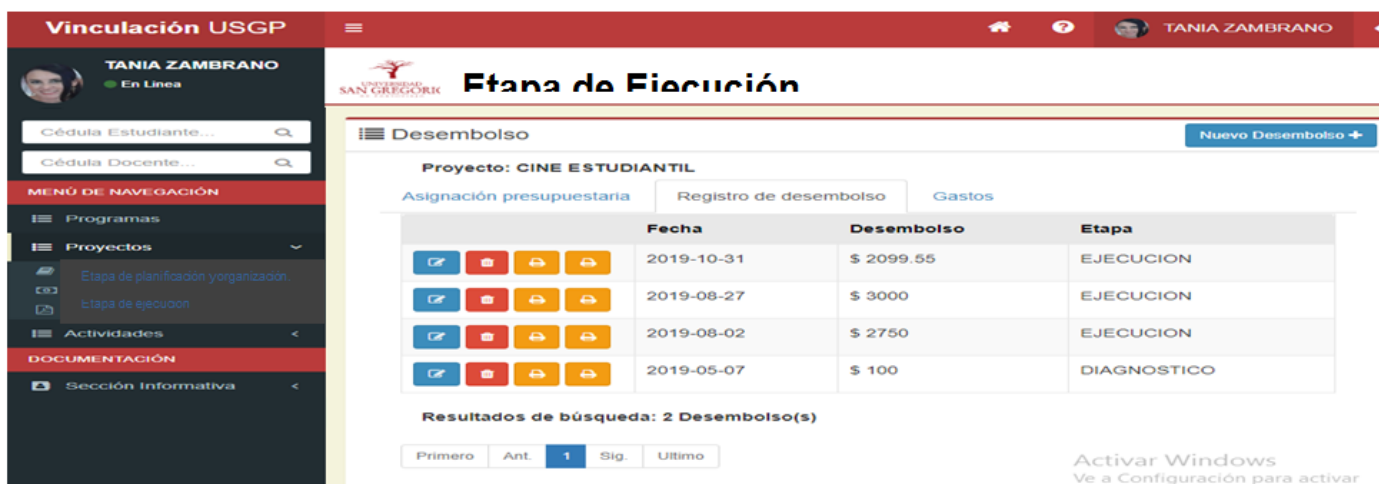 Vinculación USGP
TANIA ZAMBRANO
TANIA ZAMBRANO
En Linea
UNIVERSIDAD
SAN GREGORIO
Etapa de Ejecución
Cédula Estudiante...
Cédula Docente...
MENÚ DE NAVEGACIÓN
Programas
Proyectos
Etapa de planificación yorganización.
Etapa de ejecucion
Actividades
DOCUMENTACIÓN
Sección Informativa
Desembolso
Nuevo Desembolso +
Proyecto: CINE ESTUDIANTIL
Asignación presupuestaria Registro de desembolso Gastos
Fecha Desembolso Etapa
2019-10-31 $ 2099.55 EJECUCION
2019-08-27 $ 3000 EJECUCION
2019-08-02 $ 2750 EJECUCION
2019-05-07 $ 100 DIAGNOSTICO
Resultados de búsqueda: 2 Desembolso(s)
Primero Ant. 1 Sig. Ultimo
Activar Windows
Ve a Configuración para activar